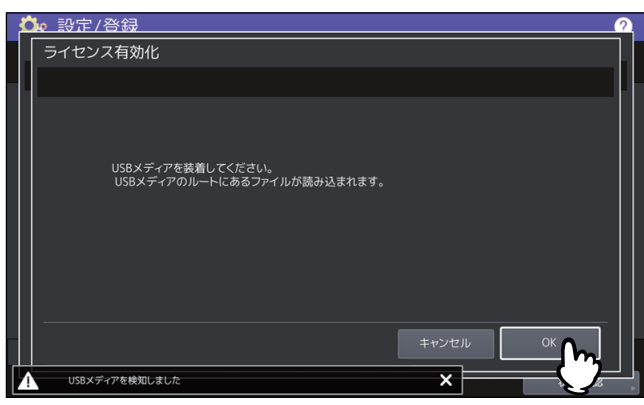 設定/登録
?
ライセンス有効化
USBメディアを装着してください。
USBメディアのルートにあるファイルが読み込まれます。
キャンセル
OK
USBメディアを検知しました